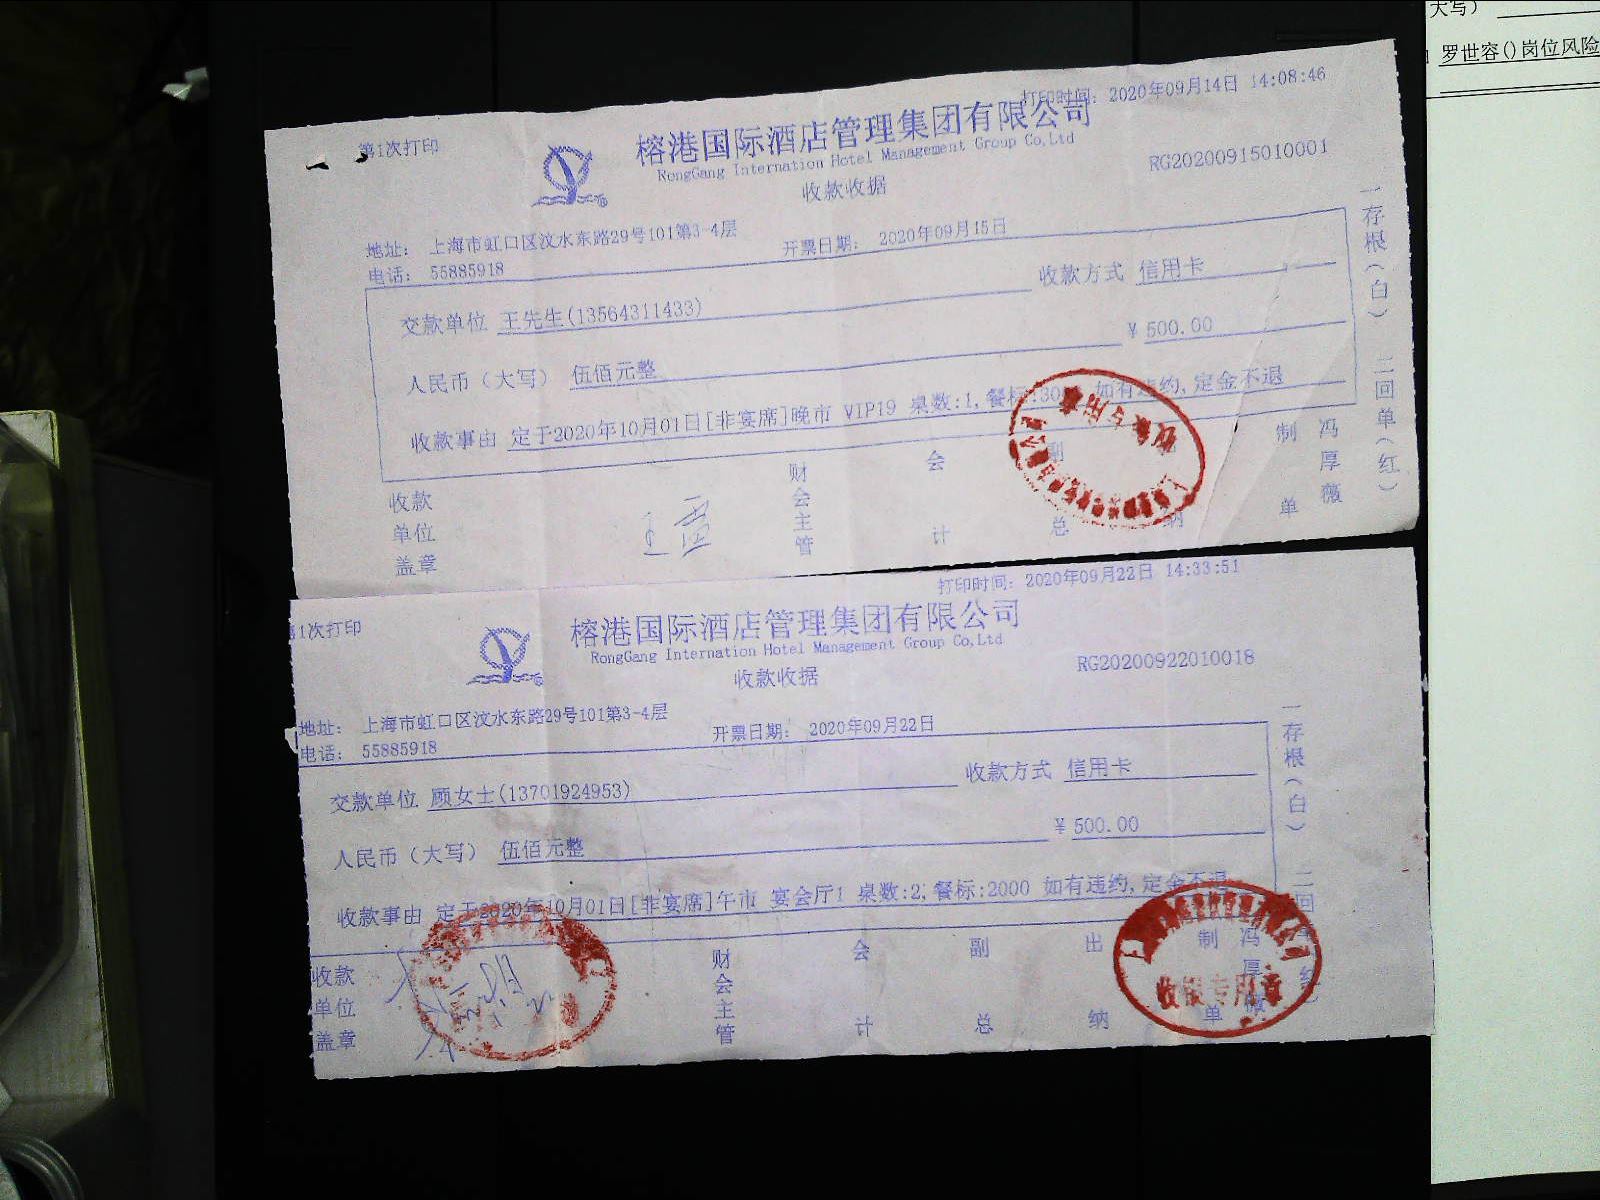 大写）
罗世容()岗位风险
打印时间： 2020年09月14日 14:08:46
第1次打印
榕港国际酒店管理集团有限公司
RongGang Internation Hotel Management Group Co,Ltd
RG20200915010001
收款收据
地址： 上海市虹口区汶水东路29号101第3-4层
开票日期： 2020年09月15日
电话： 55885918
收款方式 信用卡
交款单位 王先生(13564311433)
¥ 500.00
人民币（大写） 伍佰元整
收款事由 定于2020年10月01日[非宴席]晚市 VIP19 桌数:1,餐标:30 如有违约,定金不退
一存根（白） 二回单（红）
收款单位盖章
财会主管
会计
副总
纳
制单
冯厚薇
打印时间： 2020年09月22日 14:33:51
1次打印
榕港国际酒店管理集团有限公司
RongGang Internation Hotel Management Group Co,Ltd
RG20200922010018
收款收据
地址： 上海市虹口区汶水东路29号101第3-4层
开票日期： 2020年09月22日
电话： 55885918
收款方式 信用卡
交款单位 顾女士(13701924953)
¥ 500.00
人民币（大写） 伍佰元整
收款事由 定于2020年10月01日[非宴席]午市 宴会厅1 桌数:2,餐标:2000 如有违约,定金不退
一存根（白） 二回
收款单位盖章
财会主管
会计
副总
出纳
制单
冯厚薇
收银专用章